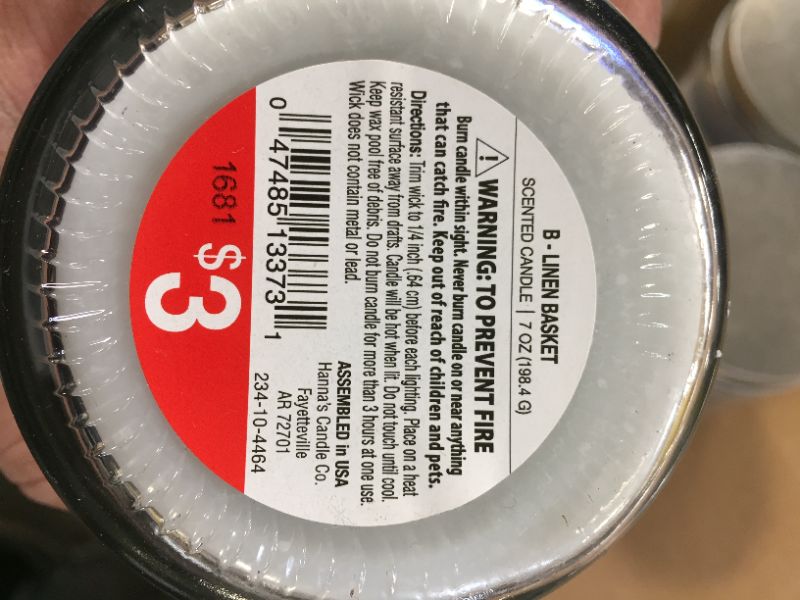 B - LINEN BASKET
SCENTED CANDLE | 7 OZ (198.4 G)
WARNING: TO PREVENT FIRE
Burn candle within sight. Never burn candle on or near anything
that can catch fire. Keep out of reach of children and pets.
Directions: Trim wick to 1/4 inch (.64 cm) before each lighting. Place on a heat
resistant surface away from drafts. Candle will be hot when lit. Do not touch until cool.
Keep wax pool free of debris. Do not burn candle for more than 3 hours at one use.
Wick does not contain metal or lead.
0 47485 13373 1
ASSEMBLED in USA
Hanna's Candle Co.
Fayetteville
AR 72701
234-10-4464
1681
$3